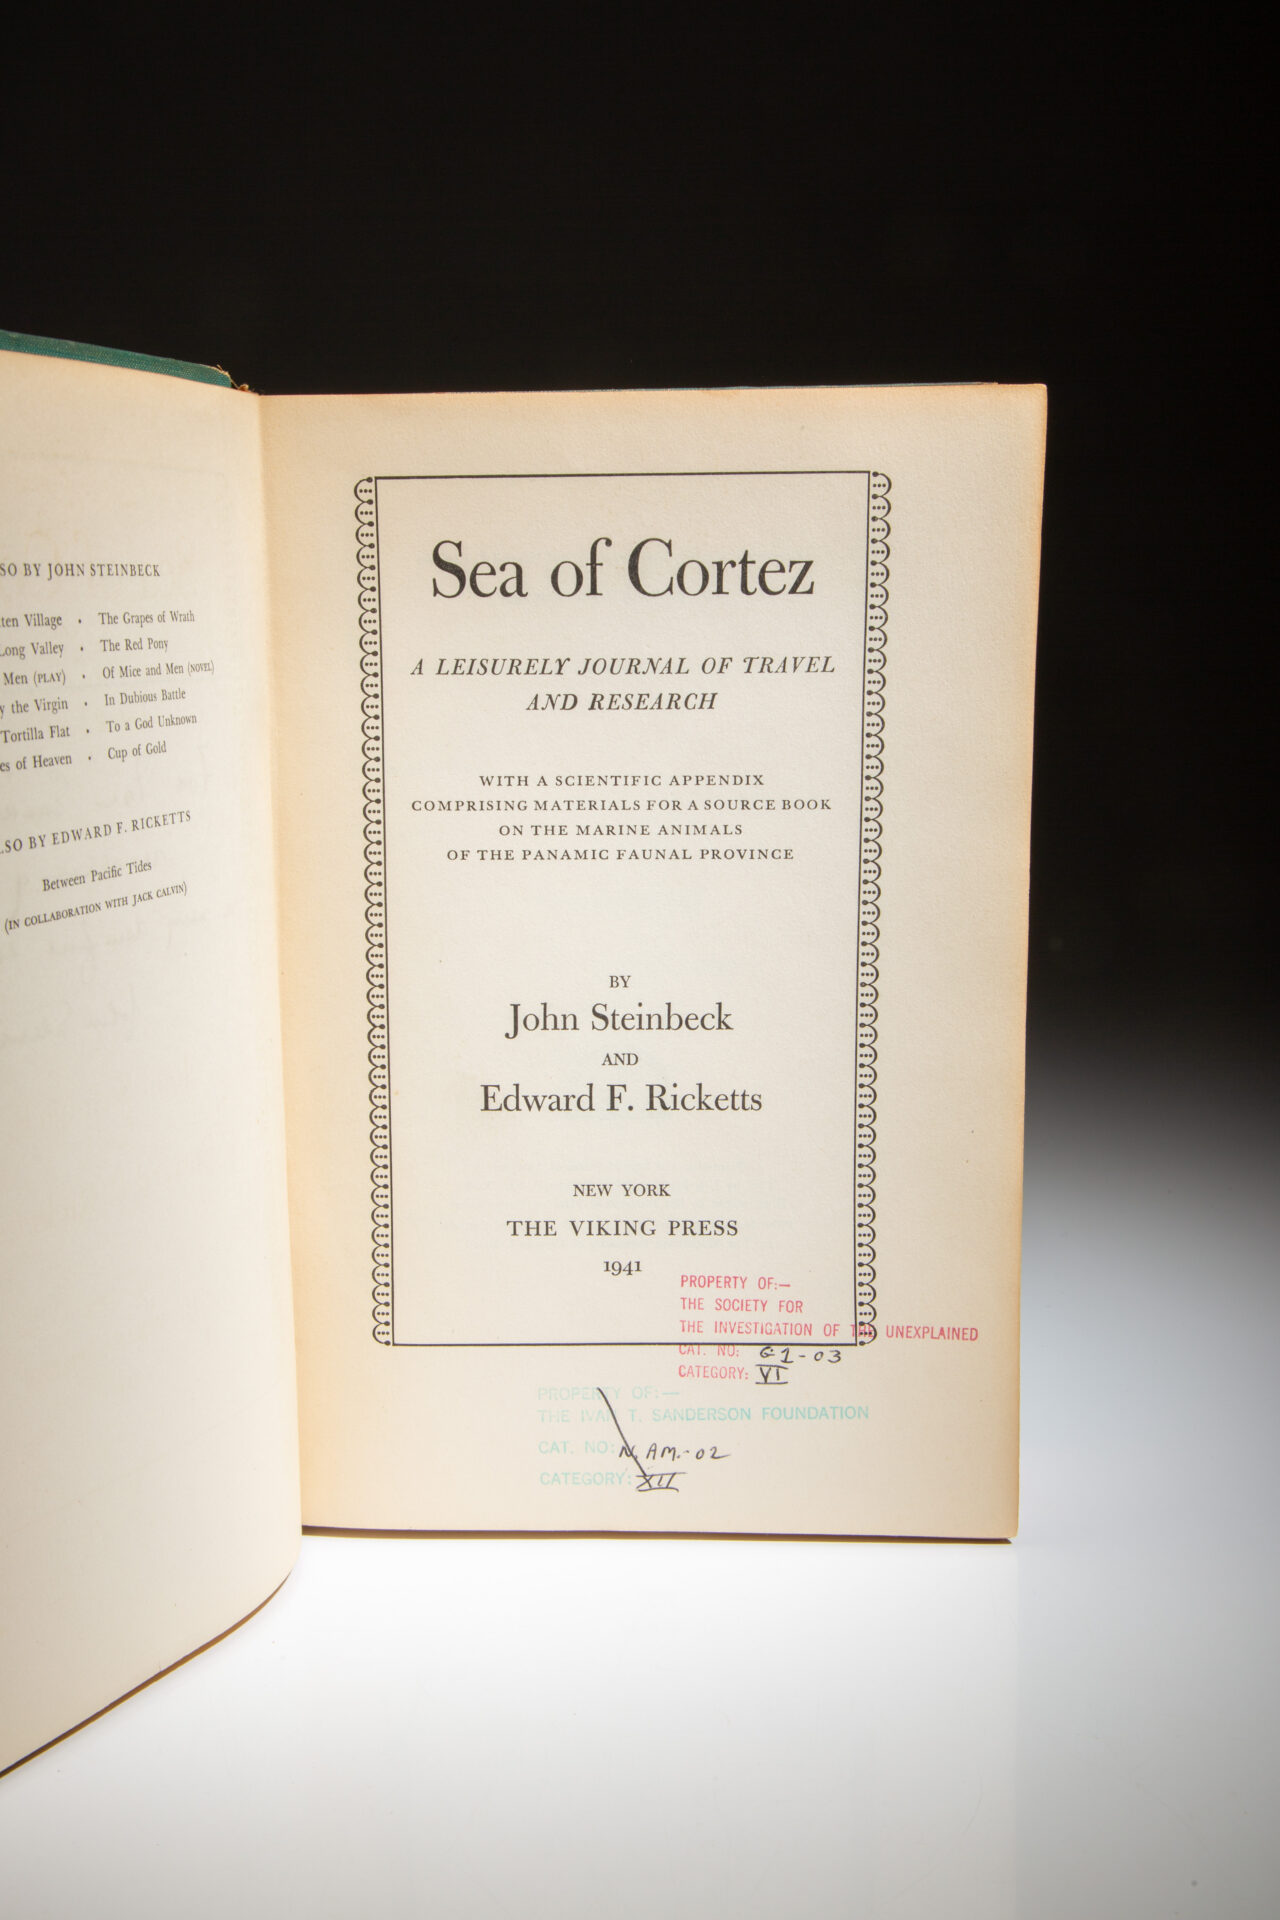 SO BY JOHN STEINBECK
ten Village • The Grapes of Wrath
Long Valley • The Red Pony
Men (PLAY) • Of Mice and Men (NOVEL)
y the Virgin • In Dubious Battle
Tortilla Flat • To a God Unknown
es of Heaven • Cup of Gold
LSO BY EDWARD F. RICKETTS
Between Pacific Tides
(IN COLLABORATION WITH JACK CALVIN)
Sea of Cortez
A LEISURELY JOURNAL OF TRAVEL
AND RESEARCH
WITH A SCIENTIFIC APPENDIX
COMPRISING MATERIALS FOR A SOURCE BOOK
ON THE MARINE ANIMALS
OF THE PANAMIC FAUNAL PROVINCE
BY
John Steinbeck
AND
Edward F. Ricketts
NEW YORK
THE VIKING PRESS
1941
PROPERTY OF:—
THE SOCIETY FOR
THE INVESTIGATION OF THE UNEXPLAINED
CAT. NO: G1-03
CATEGORY: VI
PROPERTY OF:—
THE IVAN T. SANDERSON FOUNDATION
CAT. NO: N. AM.-02
CATEGORY: XII